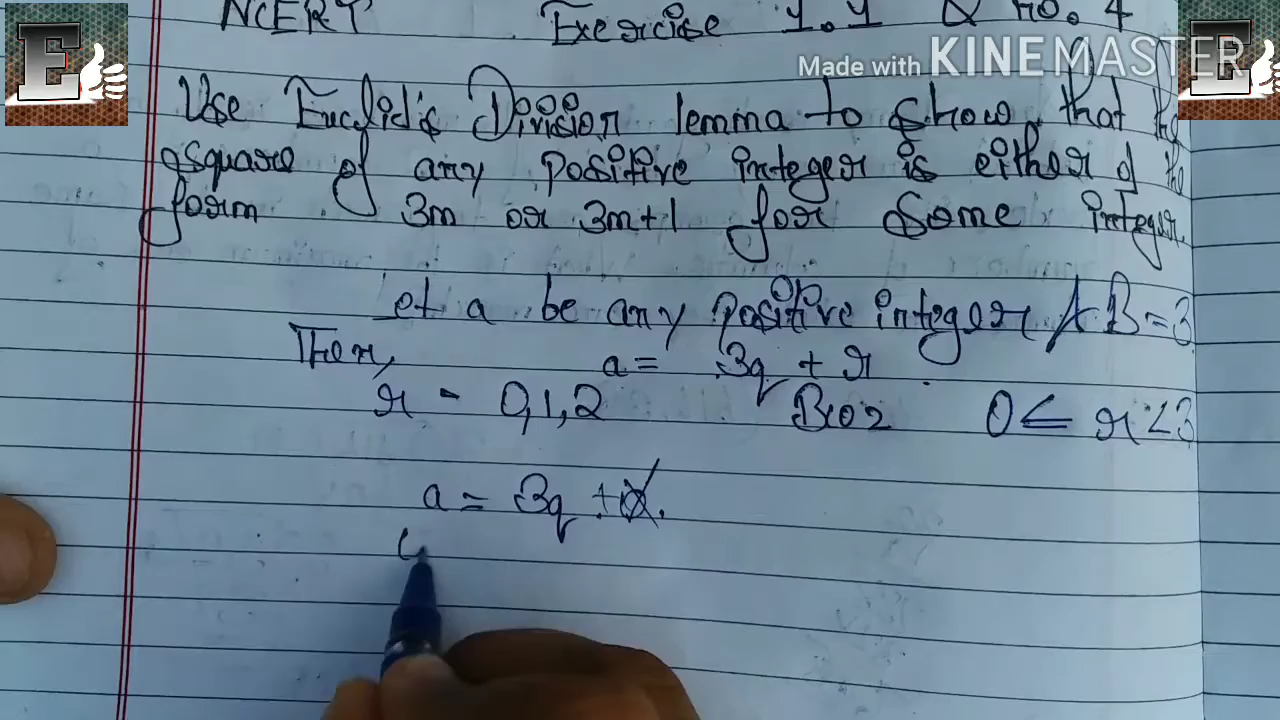 NCERT Exercise 1.1 Q no. 4
Made with KINEMASTER
Use Euclid's Division lemma to show that the
square of any positive integer is either of the
form 3m or 3m+1 for some integer.
et a be any positive integer & B=3
Then, a = 3q + r
r - 0,1,2 Bcoz 0 ≤ r < 3
a = 3q + 0.
E